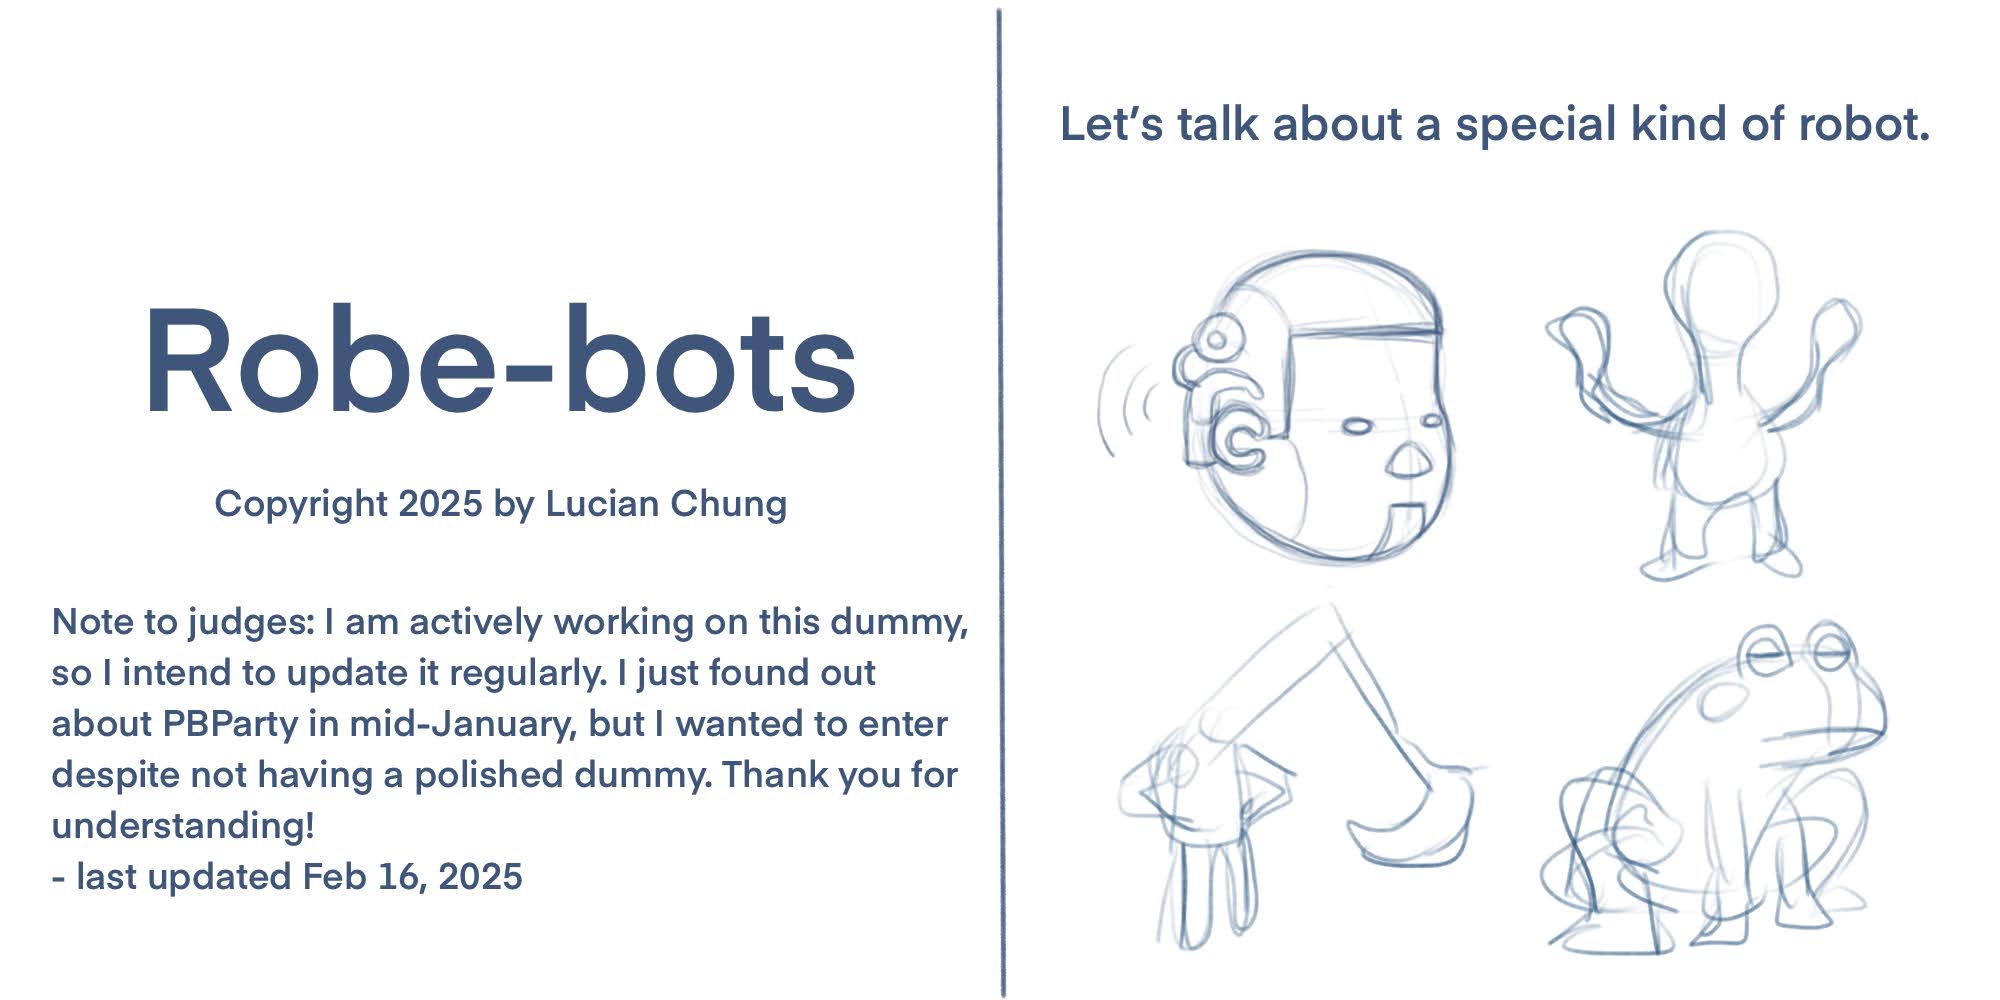 Robe-bots
Copyright 2025 by Lucian Chung
Note to judges: I am actively working on this dummy,
so I intend to update it regularly. I just found out
about PBParty in mid-January, but I wanted to enter
despite not having a polished dummy. Thank you for
understanding!
- last updated Feb 16, 2025
Let’s talk about a special kind of robot.